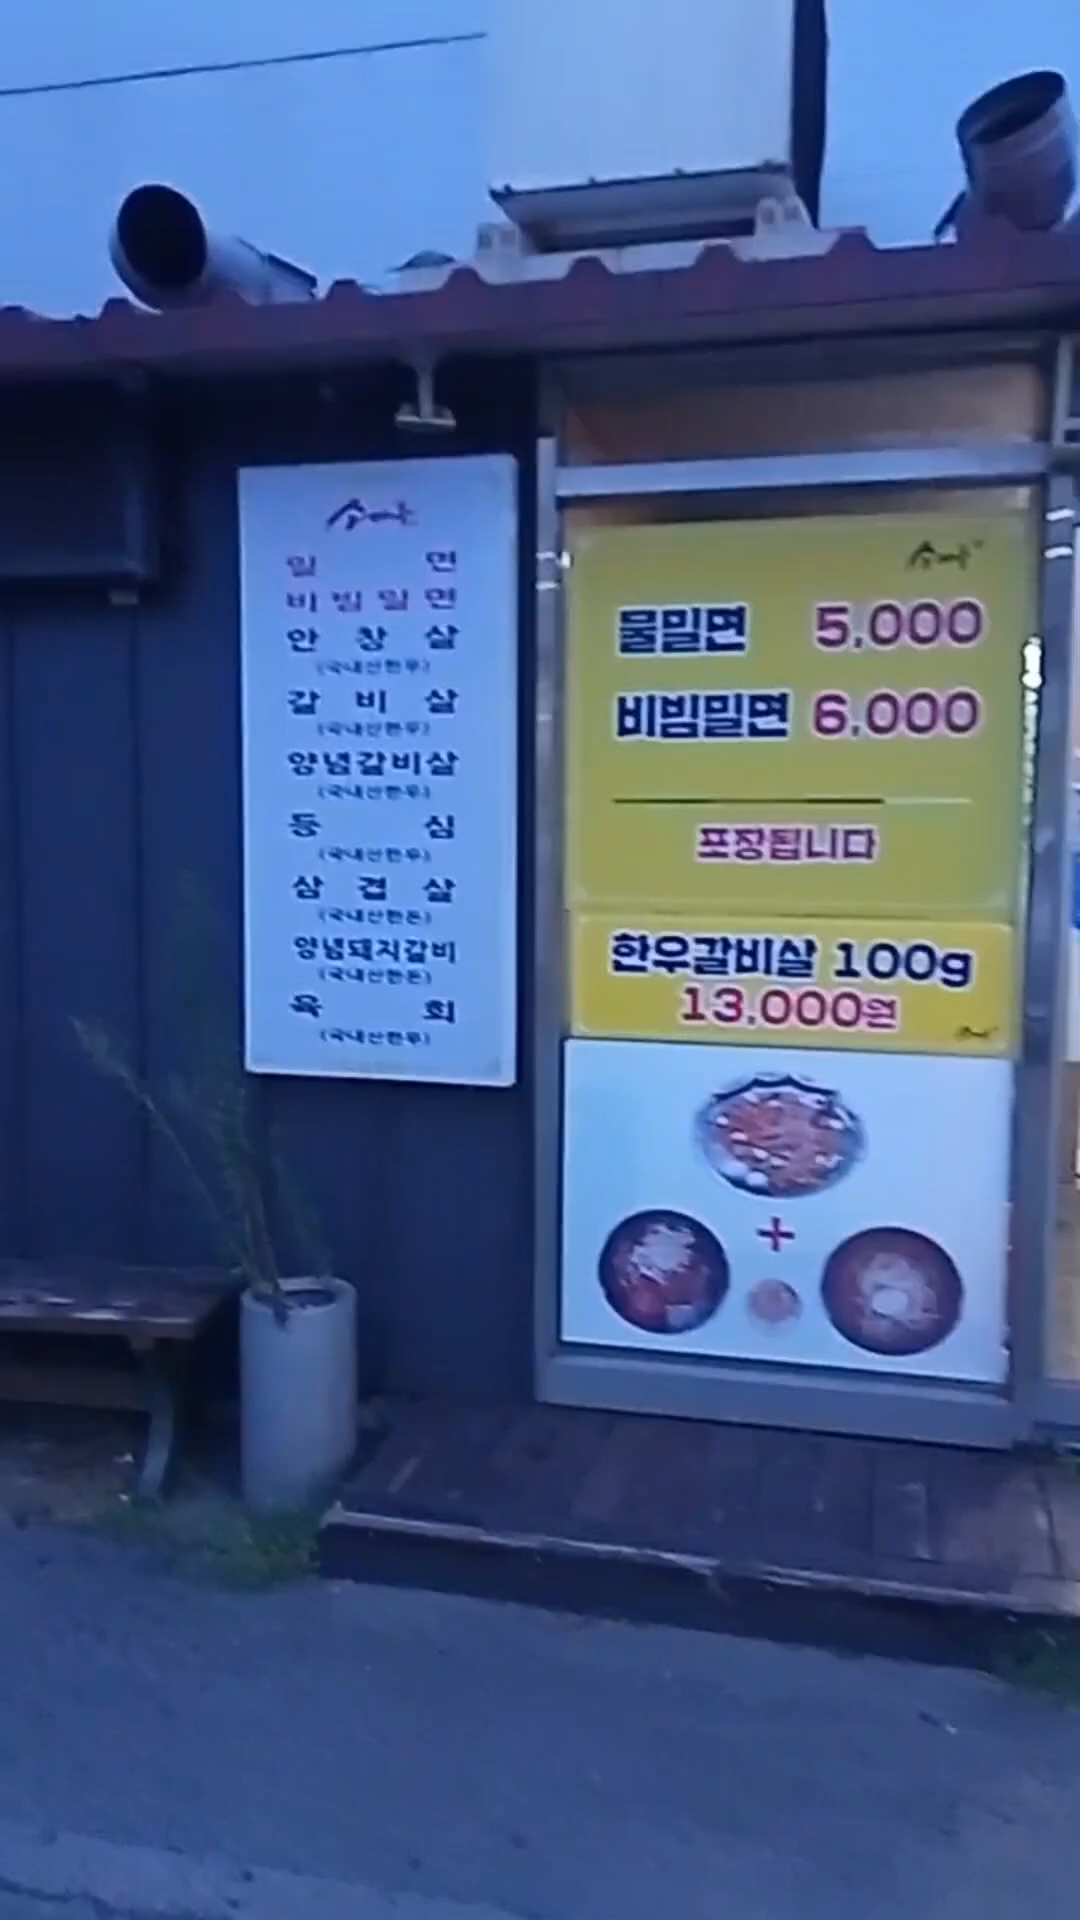 밀 면
비 빔 밀 면
안 창 살
(국내산한우)
갈 비 살
(국내산한우)
양념갈비살
(국내산한우)
등 심
(국내산한우)
삼 겹 살
(국내산한돈)
양념돼지갈비
(국내산한돈)
육 회
(국내산한우)
물밀면 5,000
비빔밀면 6,000
포장됩니다
한우갈비살 100g
13,000원